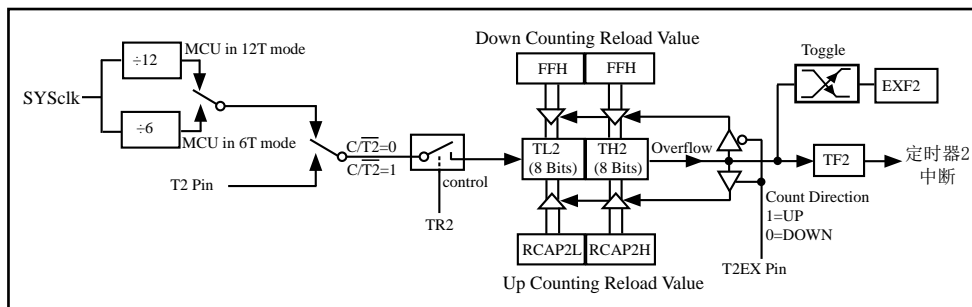 Down Counting Reload Value
Toggle
÷12
MCU in 12T mode
FFH
FFH
EXF2
SYSclk
÷6
MCU in 6T mode
C/T2=0
C/T2=1
TL2
(8 Bits)
TH2
(8 Bits)
Overflow
TF2
定时器2
中断
T2 Pin
control
Count Direction
1=UP
0=DOWN
TR2
RCAP2L
RCAP2H
T2EX Pin
Up Counting Reload Value